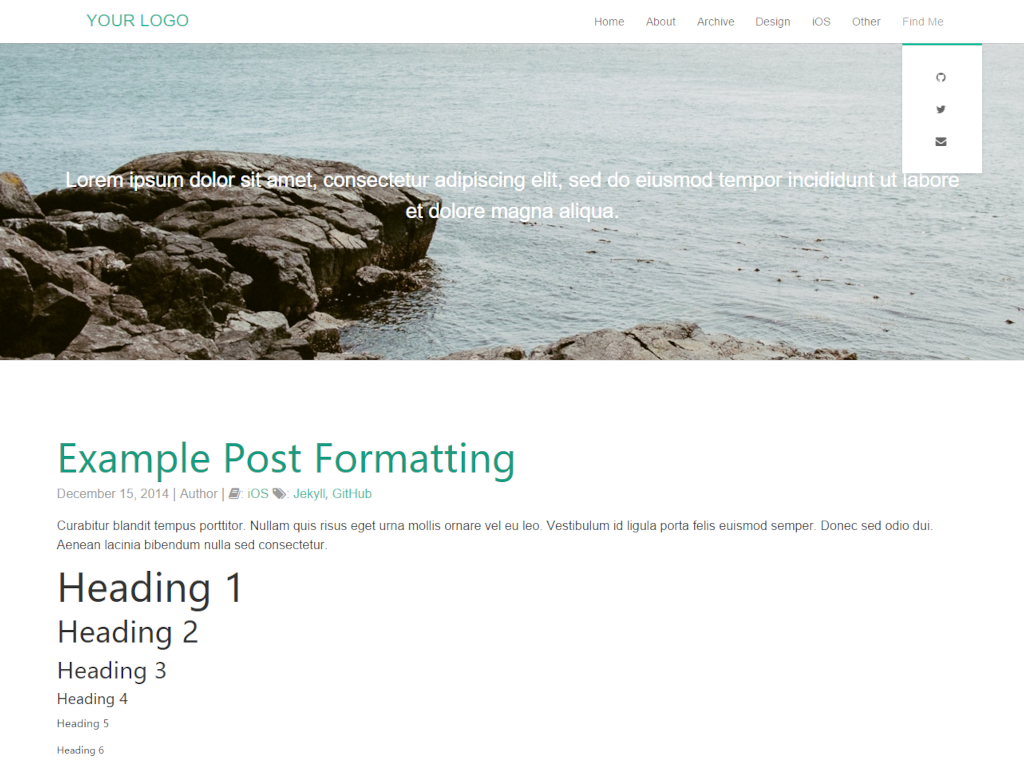 YOUR LOGO
Home About Archive Design iOS Other Find Me
Lorem ipsum dolor sit amet, consectetur adipiscing elit, sed do eiusmod tempor incididunt ut labore
et dolore magna aliqua.
Example Post Formatting
December 15, 2014 | Author | : iOS : Jekyll, GitHub
Curabitur blandit tempus porttitor. Nullam quis risus eget urna mollis ornare vel eu leo. Vestibulum id ligula porta felis euismod semper. Donec sed odio dui.
Aenean lacinia bibendum nulla sed consectetur.
Heading 1
Heading 2
Heading 3
Heading 4
Heading 5
Heading 6